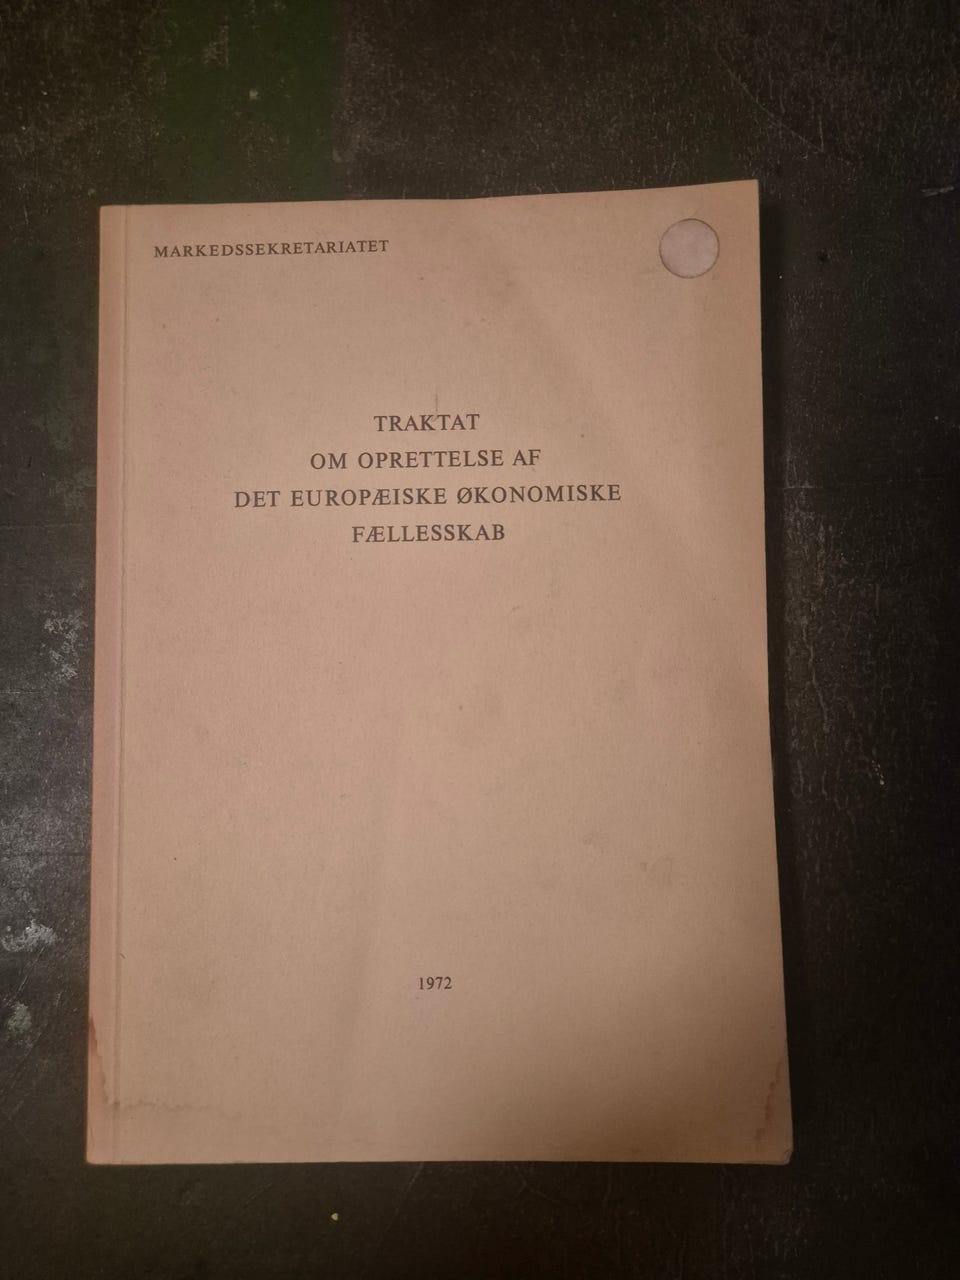 MARKEDSSEKRETARIATET
TRAKTAT
OM OPRETTELSE AF
DET EUROPÆISKE ØKONOMISKE
FÆLLESSKAB
1972